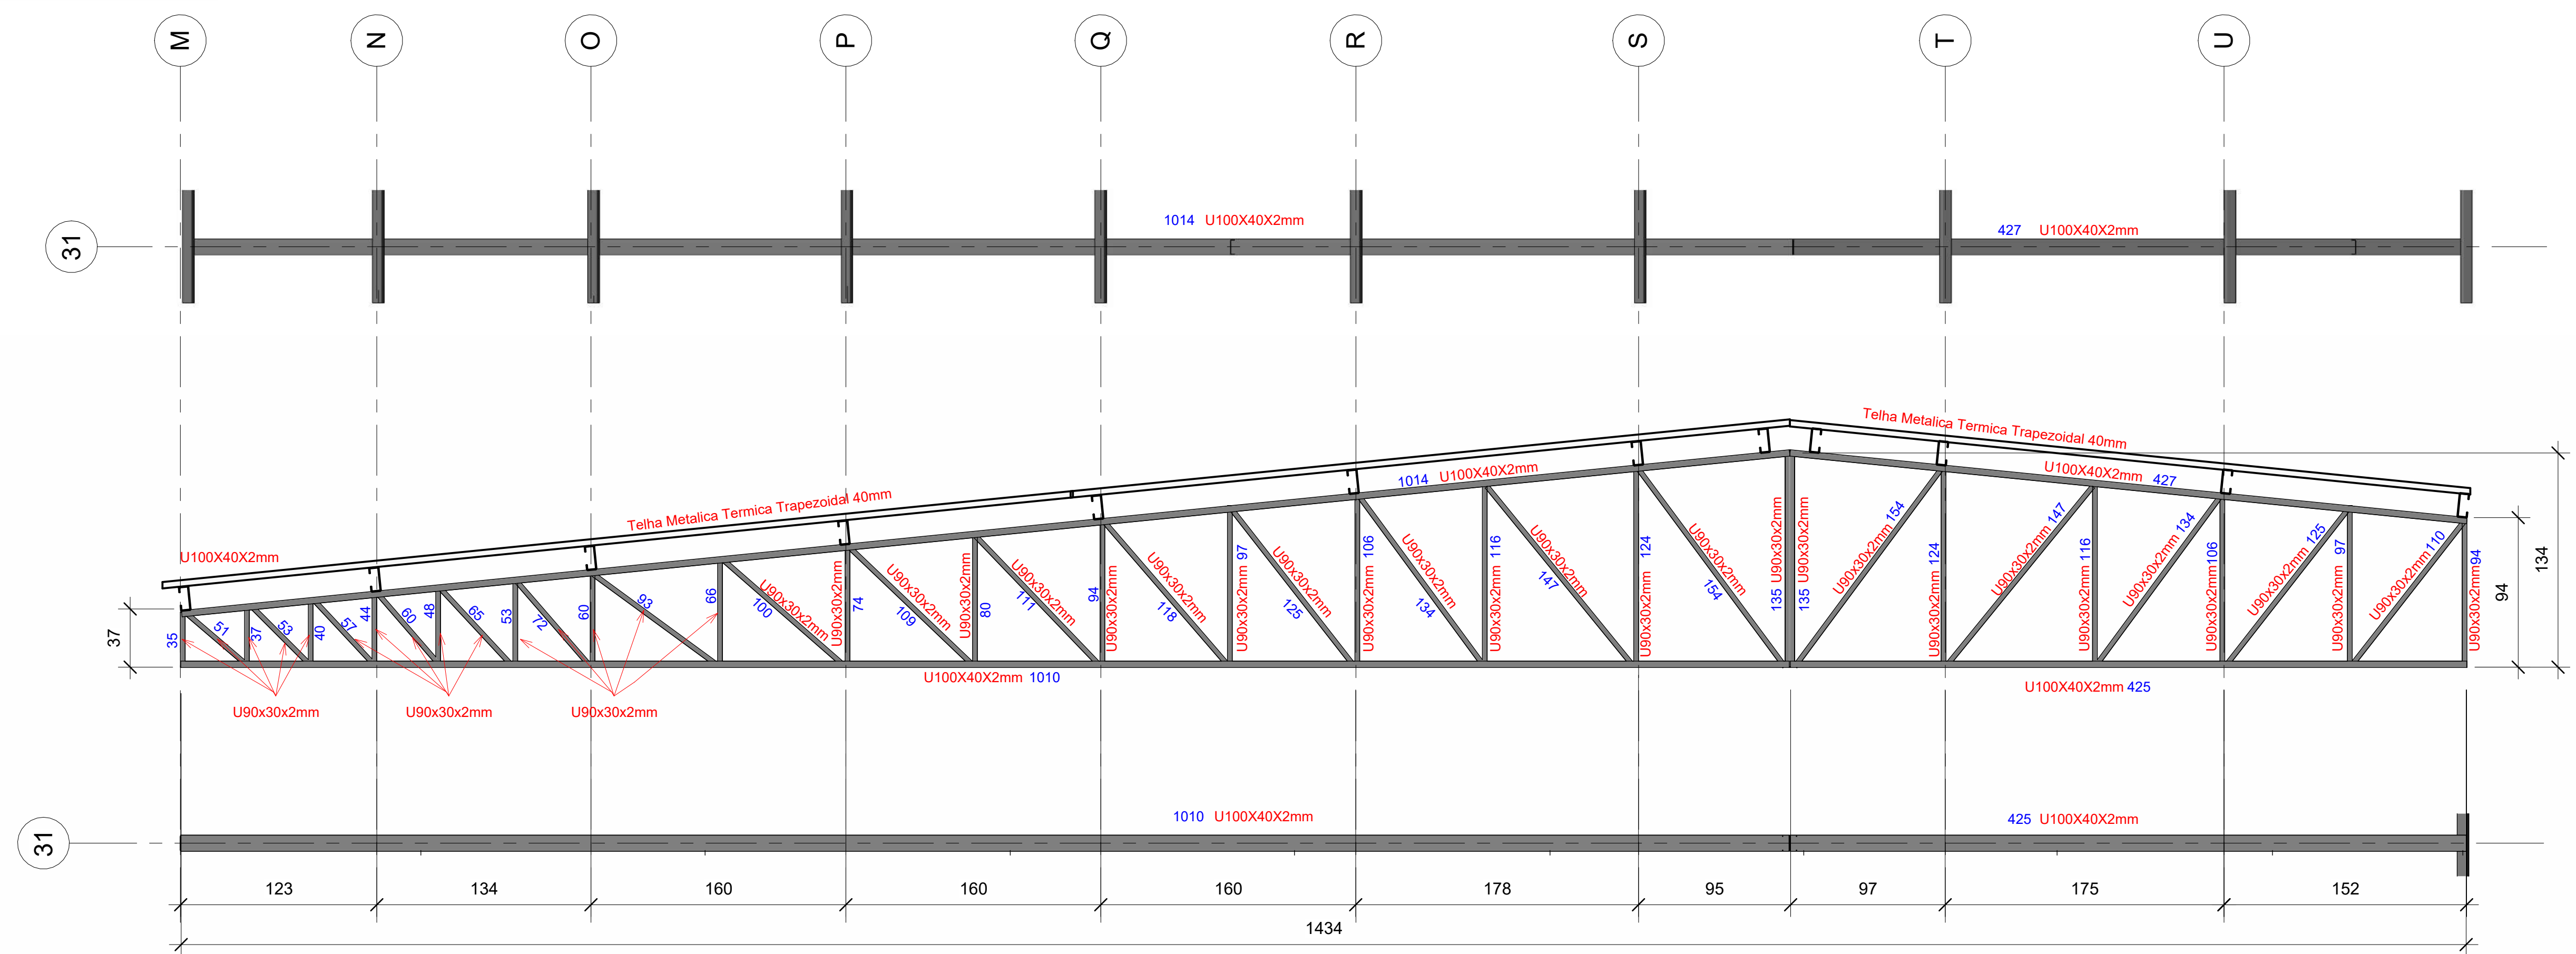 M N O P Q R S T U
1014 U100X40X2mm
427 U100X40X2mm
31
Telha Metalica Termica Trapezoidal 40mm
Telha Metalica Termica Trapezoidal 40mm
U100X40X2mm
1014 U100X40X2mm
U100X40X2mm 427
37
35
51
37
53
40
57
44
60
48
65
53
72
60
93
66
U90x30x2mm
100
U90x30x2mm
74
U90x30x2mm
109
U90x30x2mm
80
U90x30x2mm
111
94
U90x30x2mm
U90x30x2mm
118
U90x30x2mm 97
U90x30x2mm
125
U90x30x2mm 106
U90x30x2mm
134
U90x30x2mm 116
U90x30x2mm
147
U90x30x2mm 124
U90x30x2mm
154
135 U90x30x2mm
135 U90x30x2mm
U90x30x2mm 154
U90x30x2mm 124
U90x30x2mm 147
U90x30x2mm 116
U90x30x2mm 134
U90x30x2mm 106
U90x30x2mm 125
U90x30x2mm 97
U90x30x2mm 110
U90x30x2mm 94
94
134
U100X40X2mm 1010
U100X40X2mm 425
U90x30x2mm
U90x30x2mm
U90x30x2mm
1010 U100X40X2mm
425 U100X40X2mm
31
123 134 160 160 160 178 95 97 175 152
1434